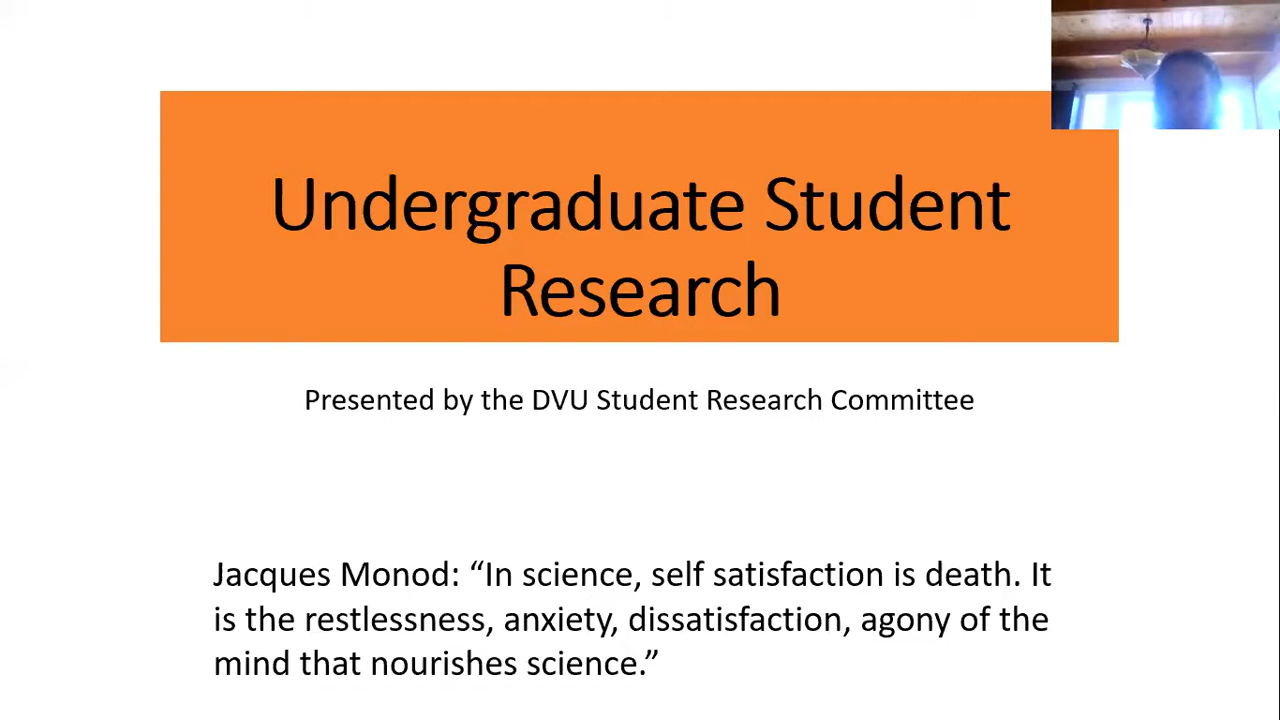 Undergraduate Student
Research
Presented by the DVU Student Research Committee
Jacques Monod: “In science, self satisfaction is death. It
is the restlessness, anxiety, dissatisfaction, agony of the
mind that nourishes science.”